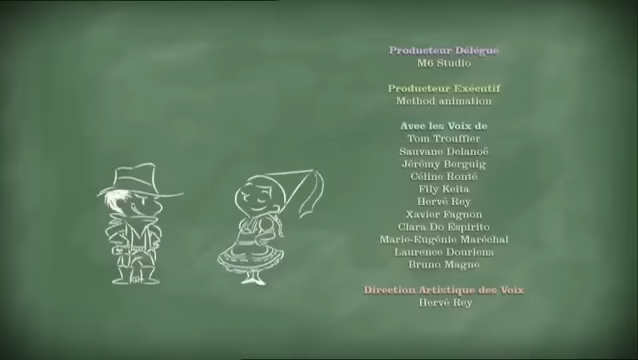 Producteur Délégué
M6 Studio
Producteur Exécutif
Method animation
Avec les Voix de
Tom Trouffier
Sauvane Delanoë
Jérémy Berguig
Céline Ronté
Fily Keita
Hervé Rey
Xavier Fagnon
Clara Do Espirito
Marie-Eugénie Maréchal
Laurence Dourlens
Bruno Magne
Direction Artistique des Voix
Hervé Rey